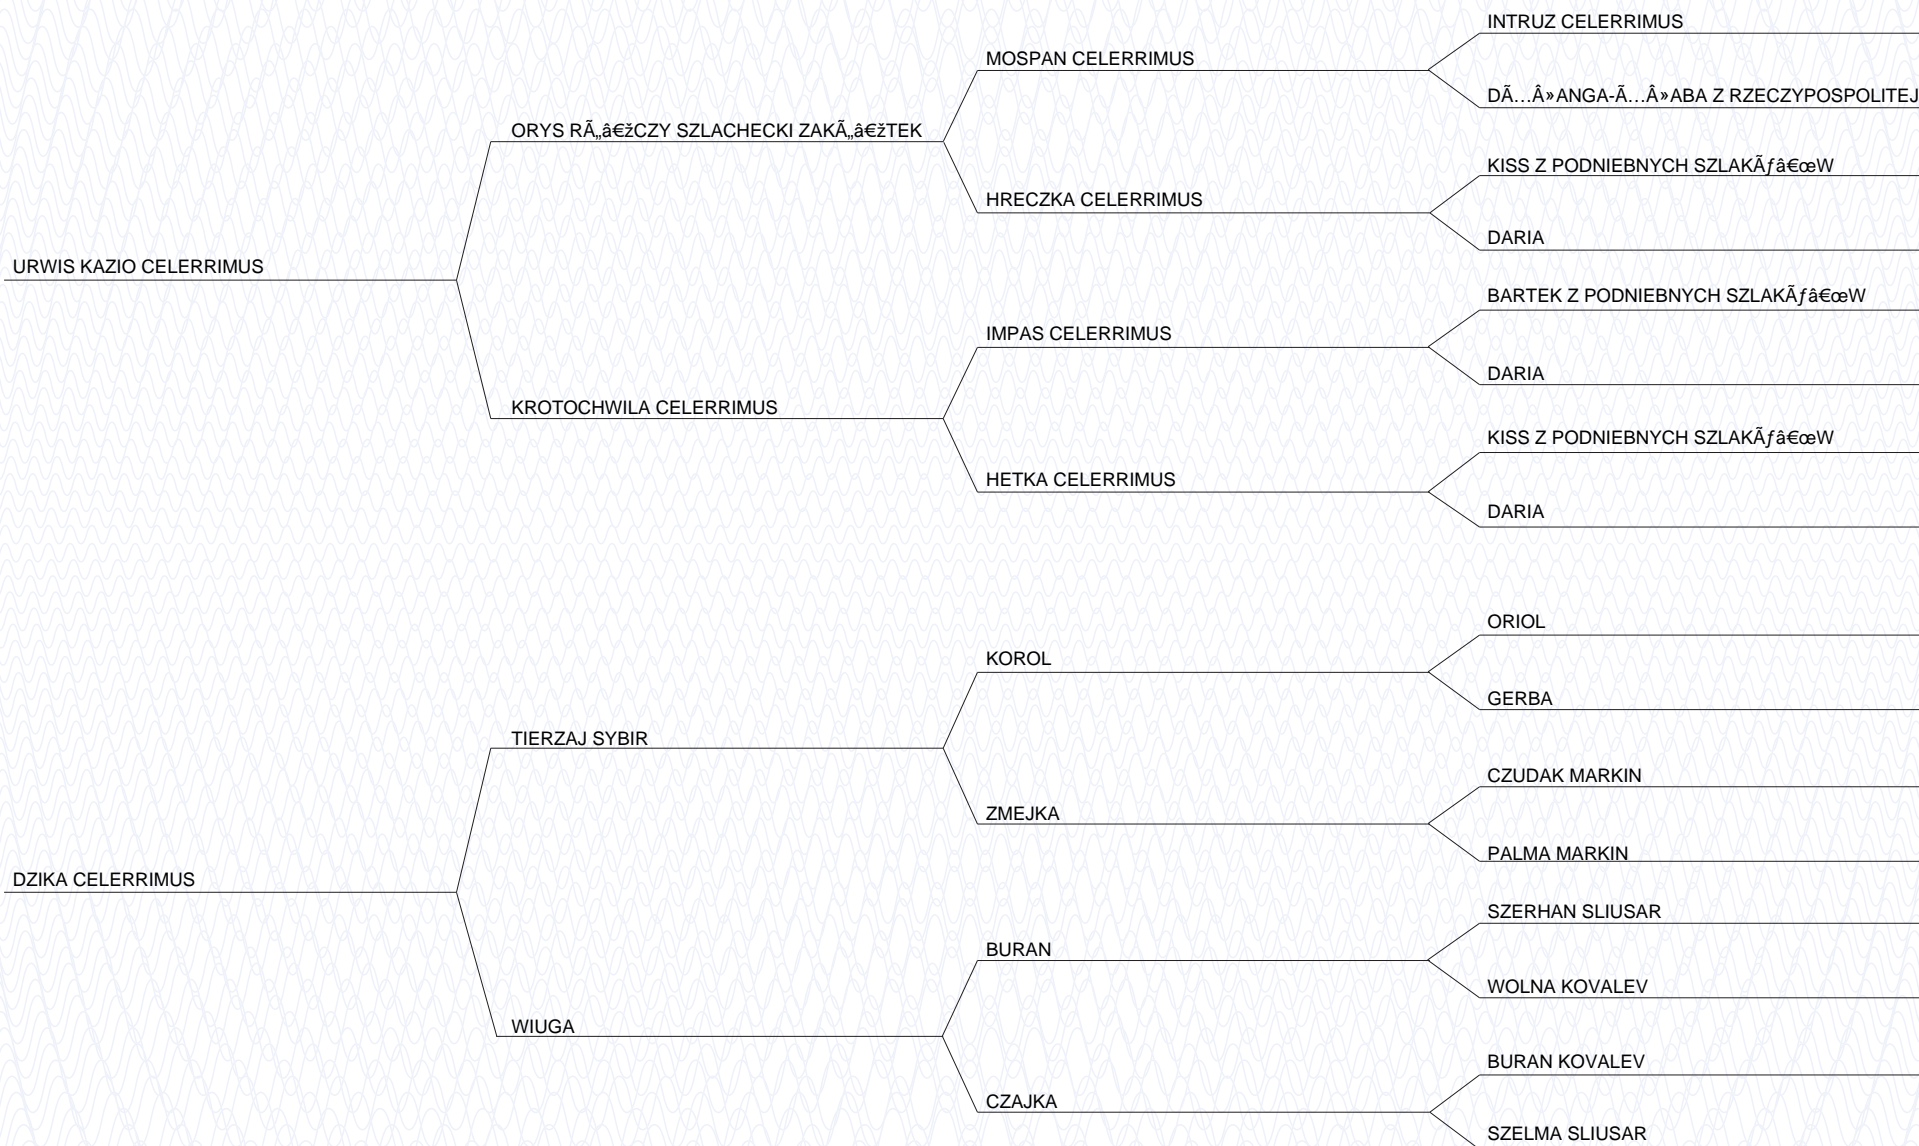 INTRUZ CELERRIMUS
MOSPAN CELERRIMUS
DÃ…Â»ANGA-Ã…Â»ABA Z RZECZYPOSPOLITEJ
ORYS RÃ„â€žCZY SZLACHECKI ZAKÃ„â€žTEK
KISS Z PODNIEBNYCH SZLAKÃƒâ€œW
HRECZKA CELERRIMUS
DARIA
URWIS KAZIO CELERRIMUS
BARTEK Z PODNIEBNYCH SZLAKÃƒâ€œW
IMPAS CELERRIMUS
DARIA
KROTOCHWILA CELERRIMUS
KISS Z PODNIEBNYCH SZLAKÃƒâ€œW
HETKA CELERRIMUS
DARIA
ORIOL
KOROL
GERBA
TIERZAJ SYBIR
CZUDAK MARKIN
ZMEJKA
PALMA MARKIN
DZIKA CELERRIMUS
SZERHAN SLIUSAR
BURAN
WOLNA KOVALEV
WIUGA
BURAN KOVALEV
CZAJKA
SZELMA SLIUSAR